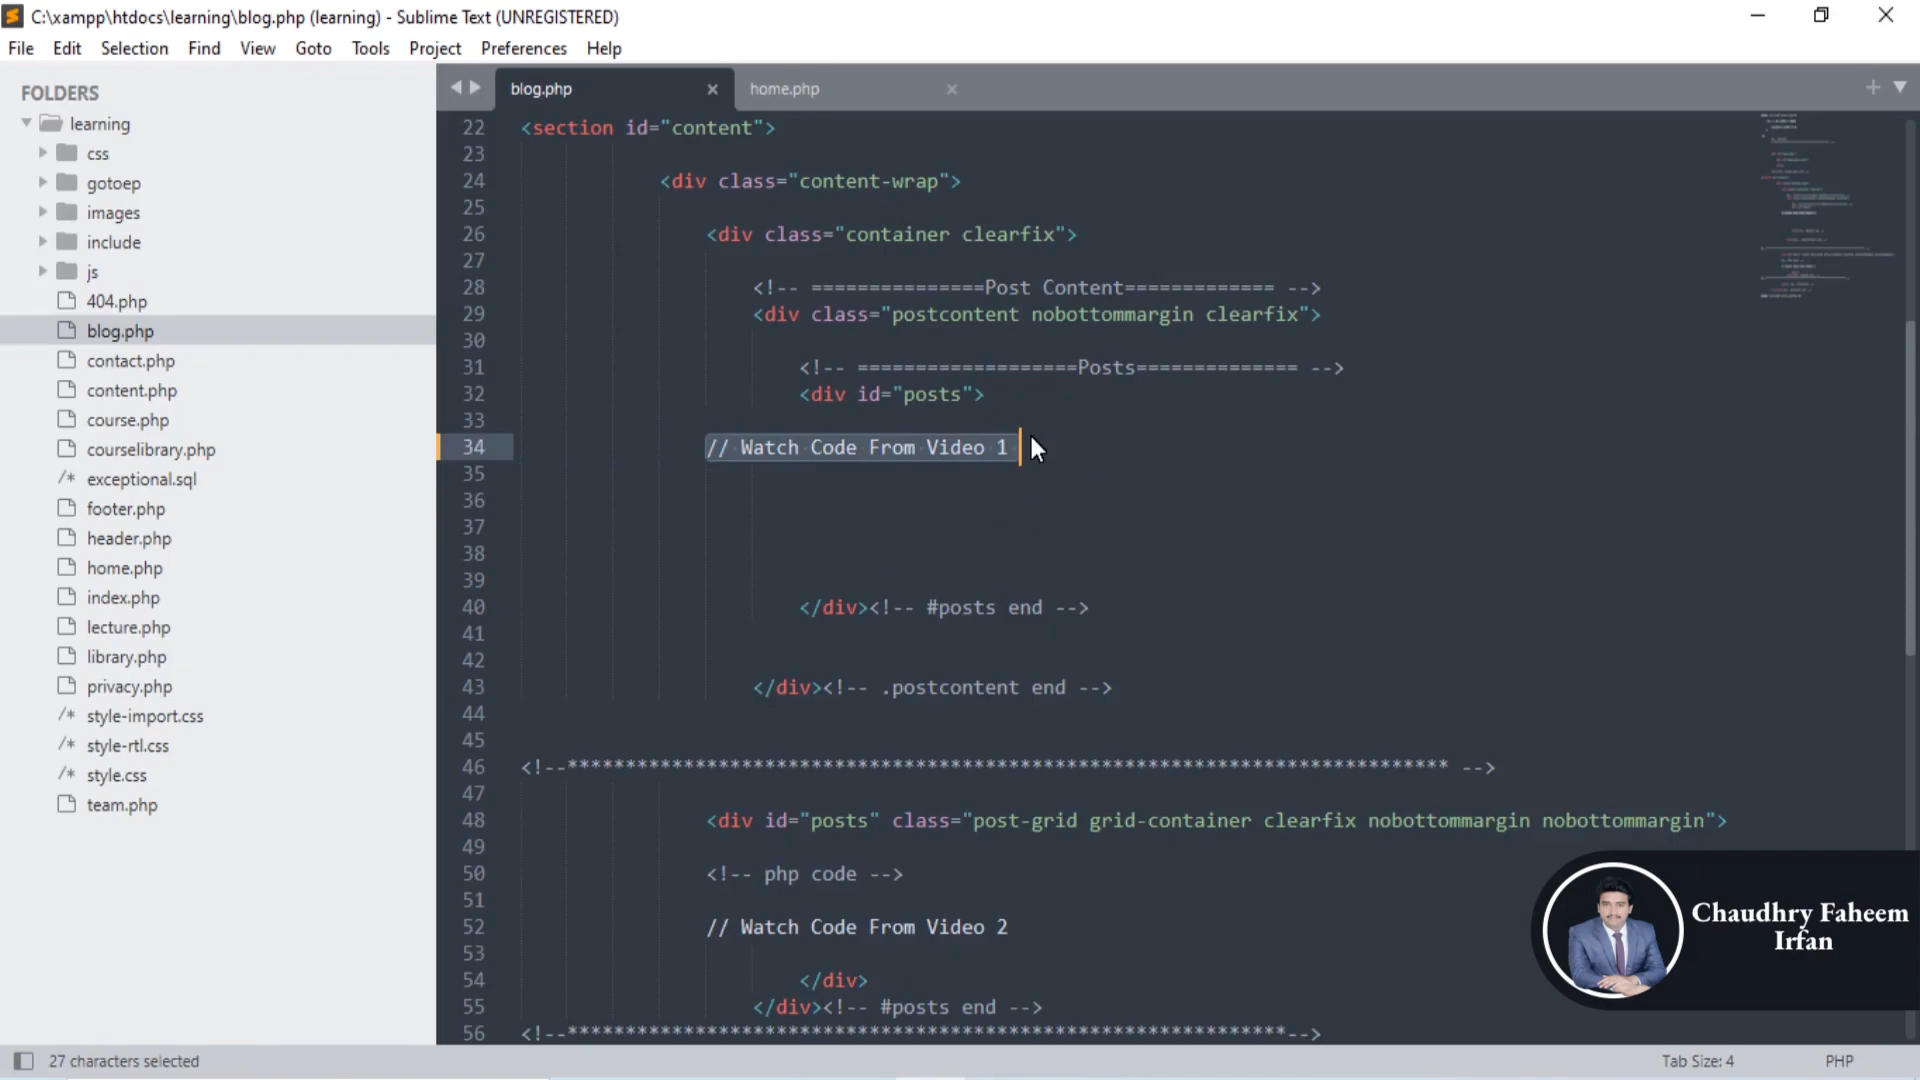 C:\xampp\htdocs\learning\blog.php (learning) - Sublime Text (UNREGISTERED)
File Edit Selection Find View Goto Tools Project Preferences Help
FOLDERS
learning
css
gotoep
images
include
js
404.php
blog.php
contact.php
content.php
course.php
courselibrary.php
/* exceptional.sql
footer.php
header.php
home.php
index.php
lecture.php
library.php
privacy.php
/* style-import.css
/* style-rtl.css
/* style.css
team.php
blog.php × home.php ×
22 <section id="content">
23
24 <div class="content-wrap">
25
26 <div class="container clearfix">
27
28 <!-- ===============Post Content============= -->
29 <div class="postcontent nobottommargin clearfix">
30
31 <!-- ===================Posts============== -->
32 <div id="posts">
33
34 // Watch Code From Video 1
35
36
37
38
39
40 </div><!-- #posts end -->
41
42
43 </div><!-- .postcontent end -->
44
45
46 <!--**************************************************************************** -->
47
48 <div id="posts" class="post-grid grid-container clearfix nobottommargin nobottommargin">
49
50 <!-- php code -->
51
52 // Watch Code From Video 2
53
54 </div>
55 </div><!-- #posts end -->
56 <!--**************************************************************-->
Chaudhry Faheem
Irfan
27 characters selected
Tab Size: 4 PHP